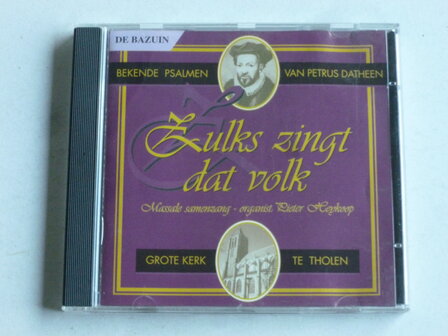 DE BAZUIN
BEKENDE PSALMEN VAN PETRUS DATHEEN
Zulks zingt
dat volk
Massale samenzang - organist Pieter Heykoop
GROTE KERK TE THOLEN